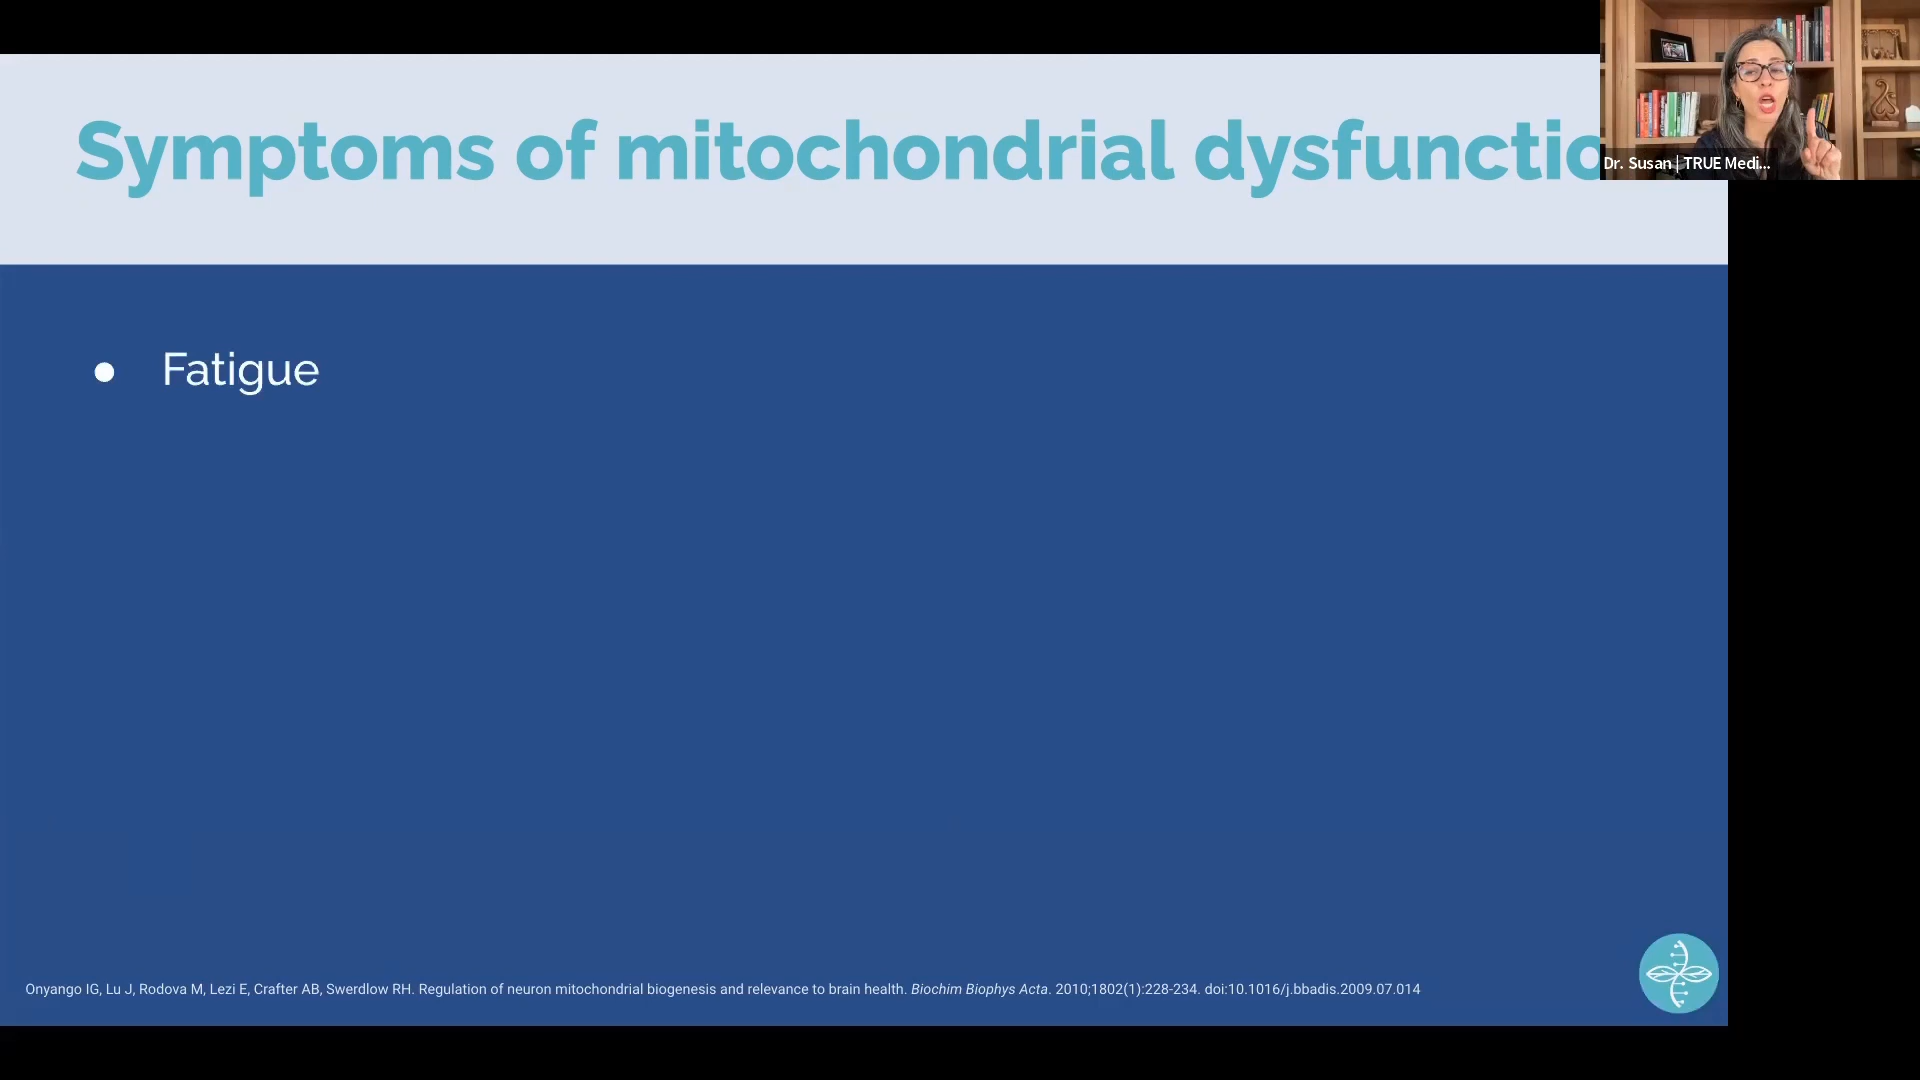 Symptoms of mitochondrial dysfunctio
Dr. Susan | TRUE Medi...
● Fatigue
Onyango IG, Lu J, Rodova M, Lezi E, Crafter AB, Swerdlow RH. Regulation of neuron mitochondrial biogenesis and relevance to brain health. Biochim Biophys Acta. 2010;1802(1):228-234. doi:10.1016/j.bbadis.2009.07.014